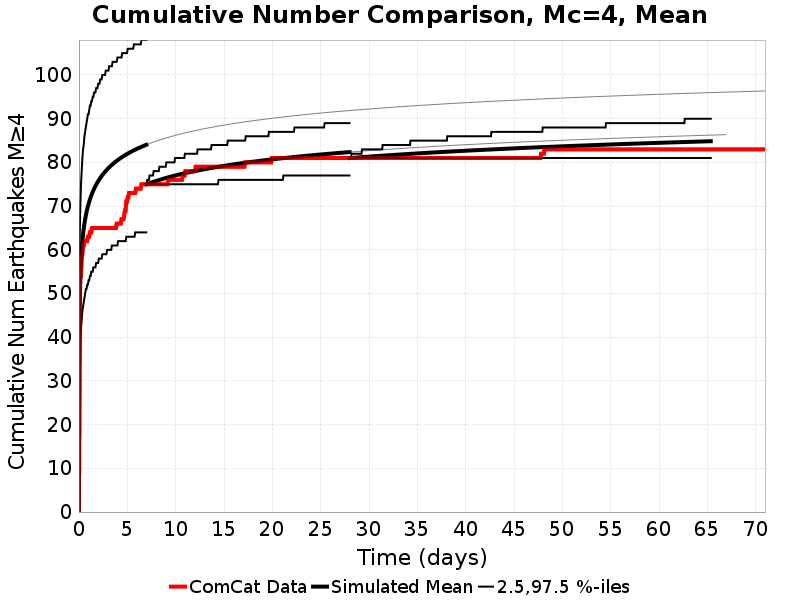 Cumulative Number Comparison, Mc=4, Mean
Cumulative Num Earthquakes M≥4
100
90
80
70
60
50
40
30
20
10
0
0 5 10 15 20 25 30 35 40 45 50 55 60 65 70
Time (days)
ComCat Data Simulated Mean 2.5,97.5 %-iles